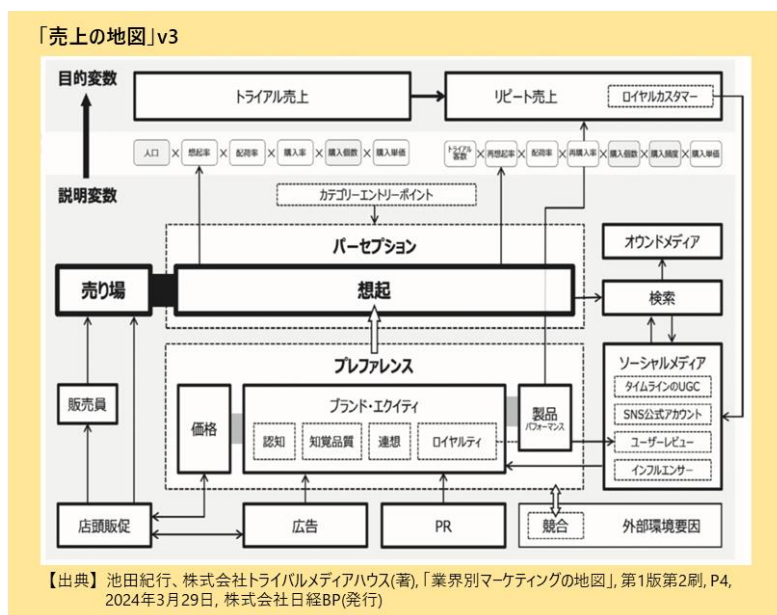 「売上の地図」v3
目的変数
トライアル売上
リピート売上
ロイヤルカスタマー
人口×想起率×配荷率×購入率×購入個数×購入単価
トライアル客数×再想起率×配荷率×再購入率×購入個数×購入頻度×購入単価
説明変数
カテゴリーエントリーポイント
パーセプション
オウンドメディア
売り場
想起
検索
プレファレンス
ソーシャルメディア
タイムラインのUGC
SNS公式アカウント
ユーザーレビュー
インフルエンサー
販売員
価格
ブランド・エクイティ
認知
知覚品質
連想
ロイヤルティ
製品
パフォーマンス
店頭販促
広告
PR
競合
外部環境要因
【出典】池田紀行、株式会社トライバルメディアハウス(著),「業界別マーケティングの地図」, 第1版第2刷, P4,
2024年3月29日, 株式会社日経BP(発行)